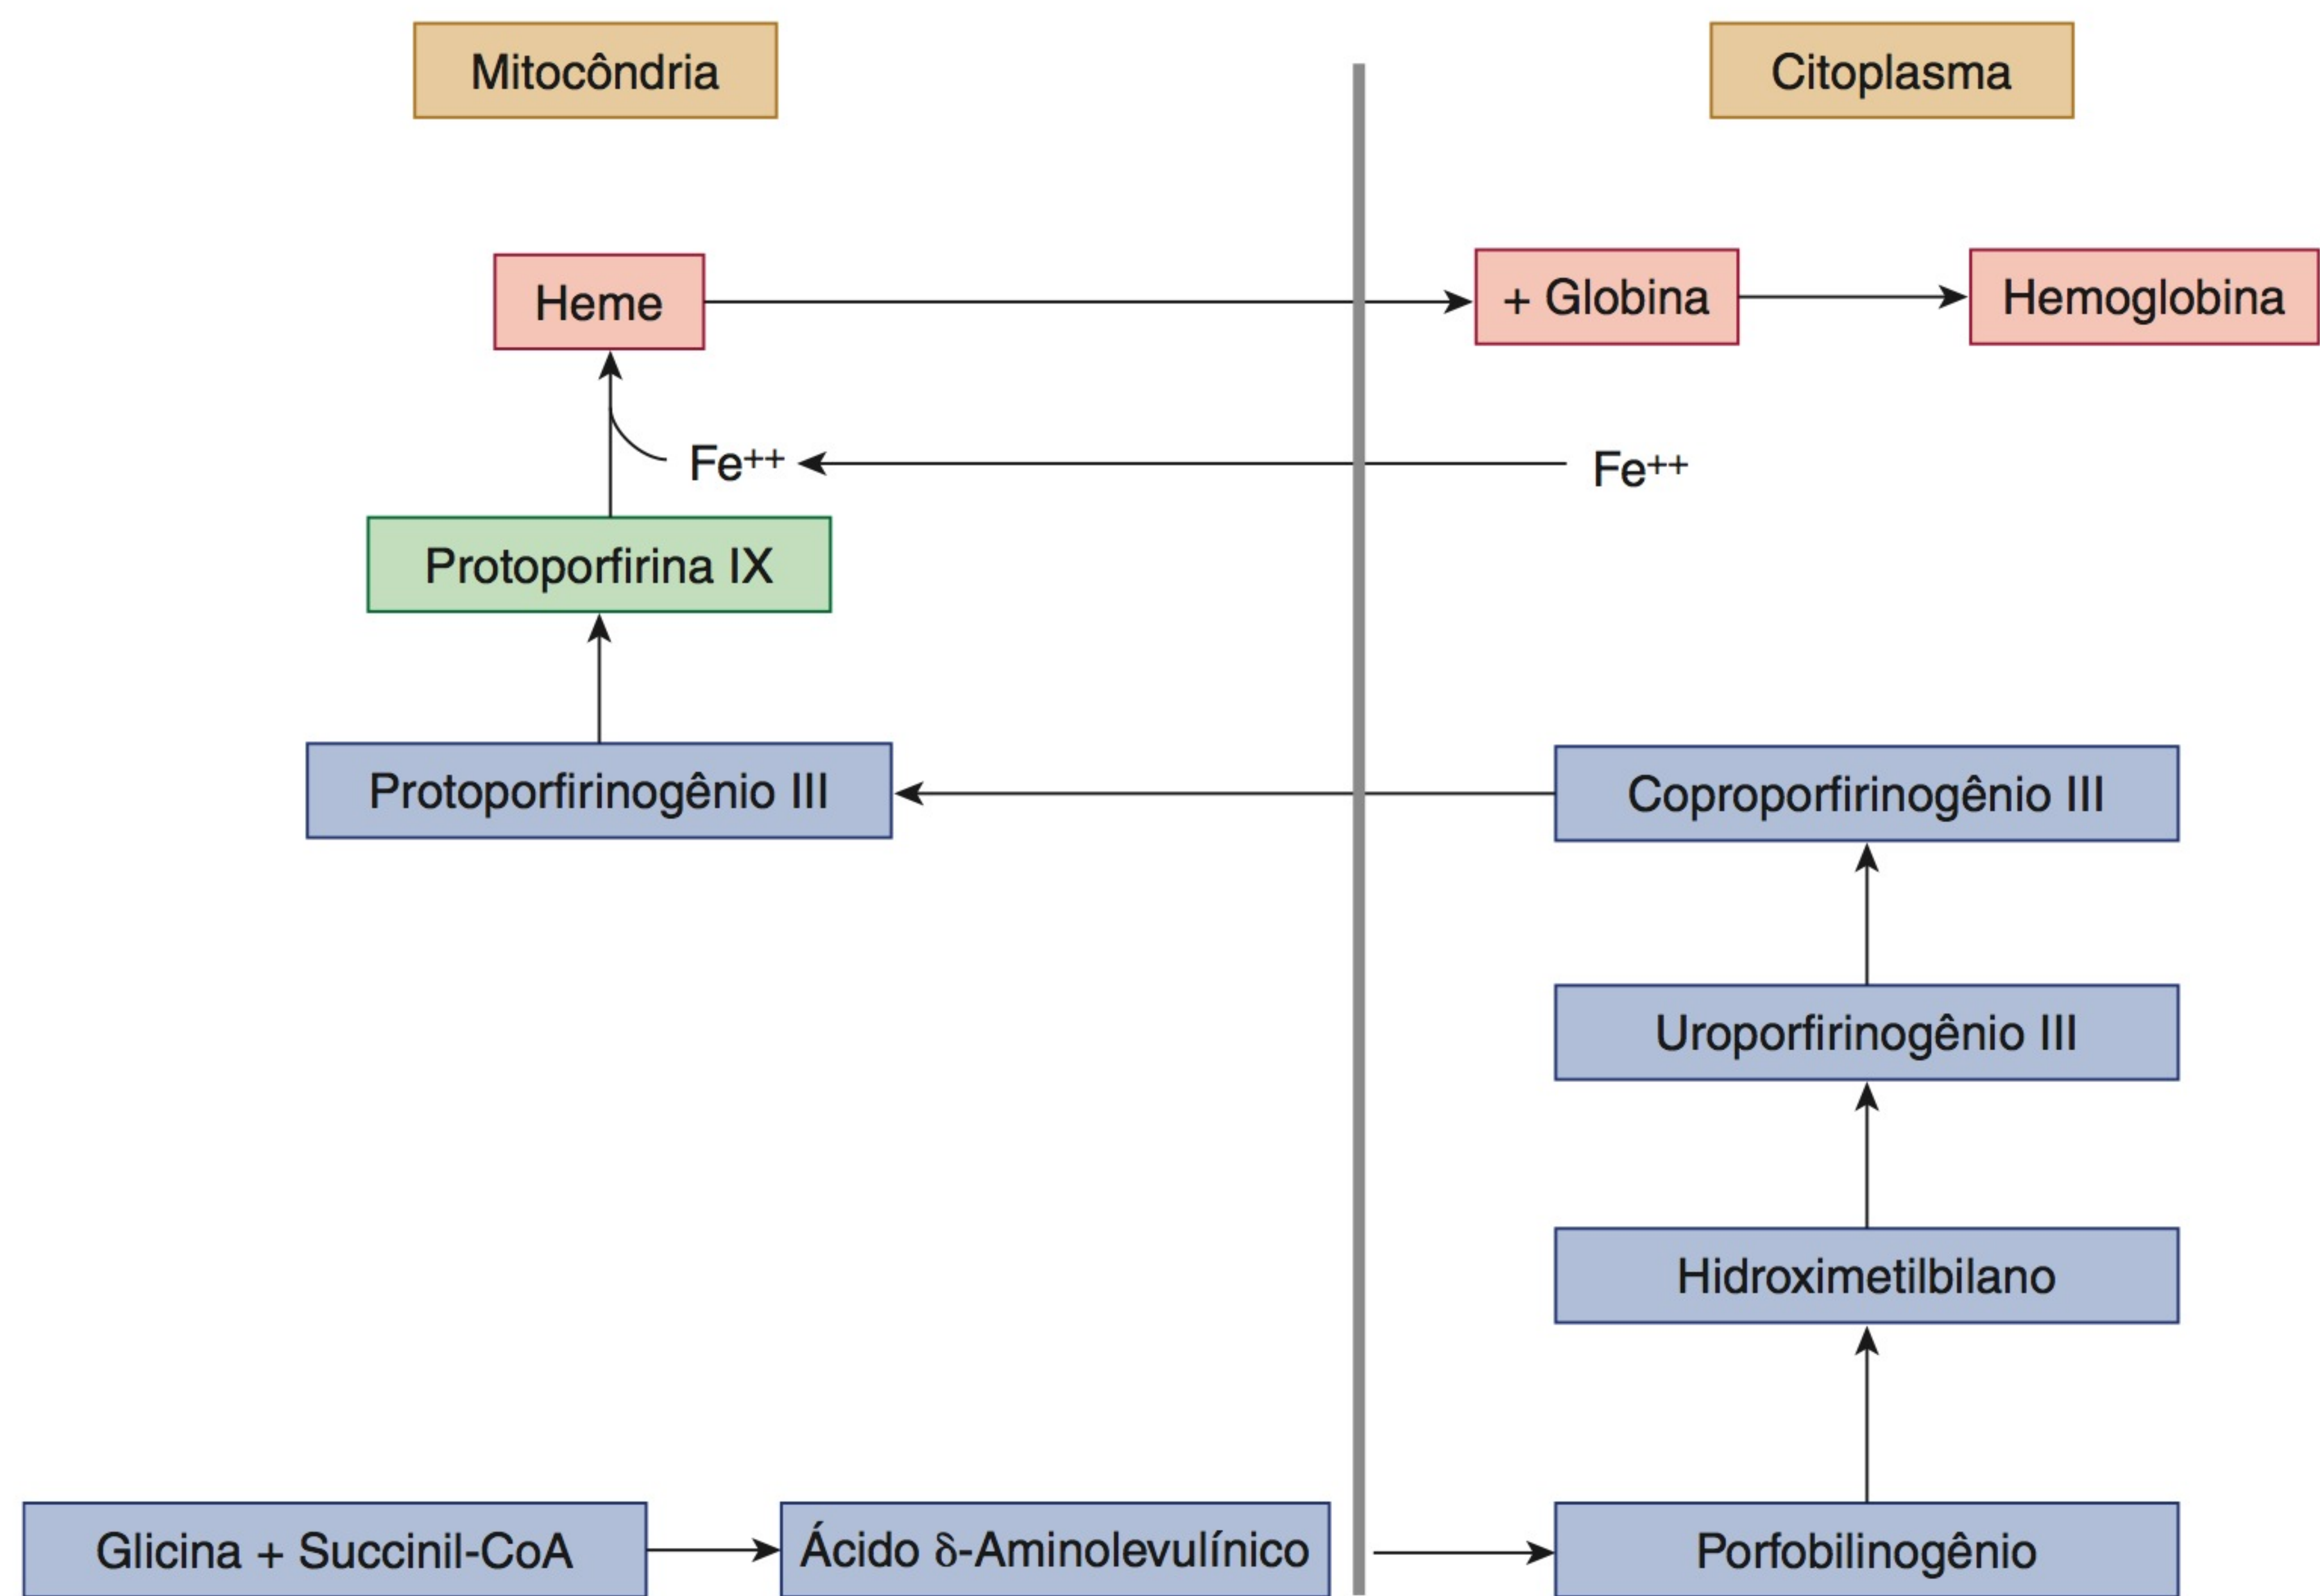 Mitocôndria
Citoplasma
Heme
+ Globina
Hemoglobina
Fe⁺⁺
Fe⁺⁺
Protoporfirina IX
Protoporfirinogênio III
Coproporfirinogênio III
Uroporfirinogênio III
Hidroximetilbilano
Glicina + Succinil-CoA
Ácido δ-Aminolevulínico
Porfobilinogênio